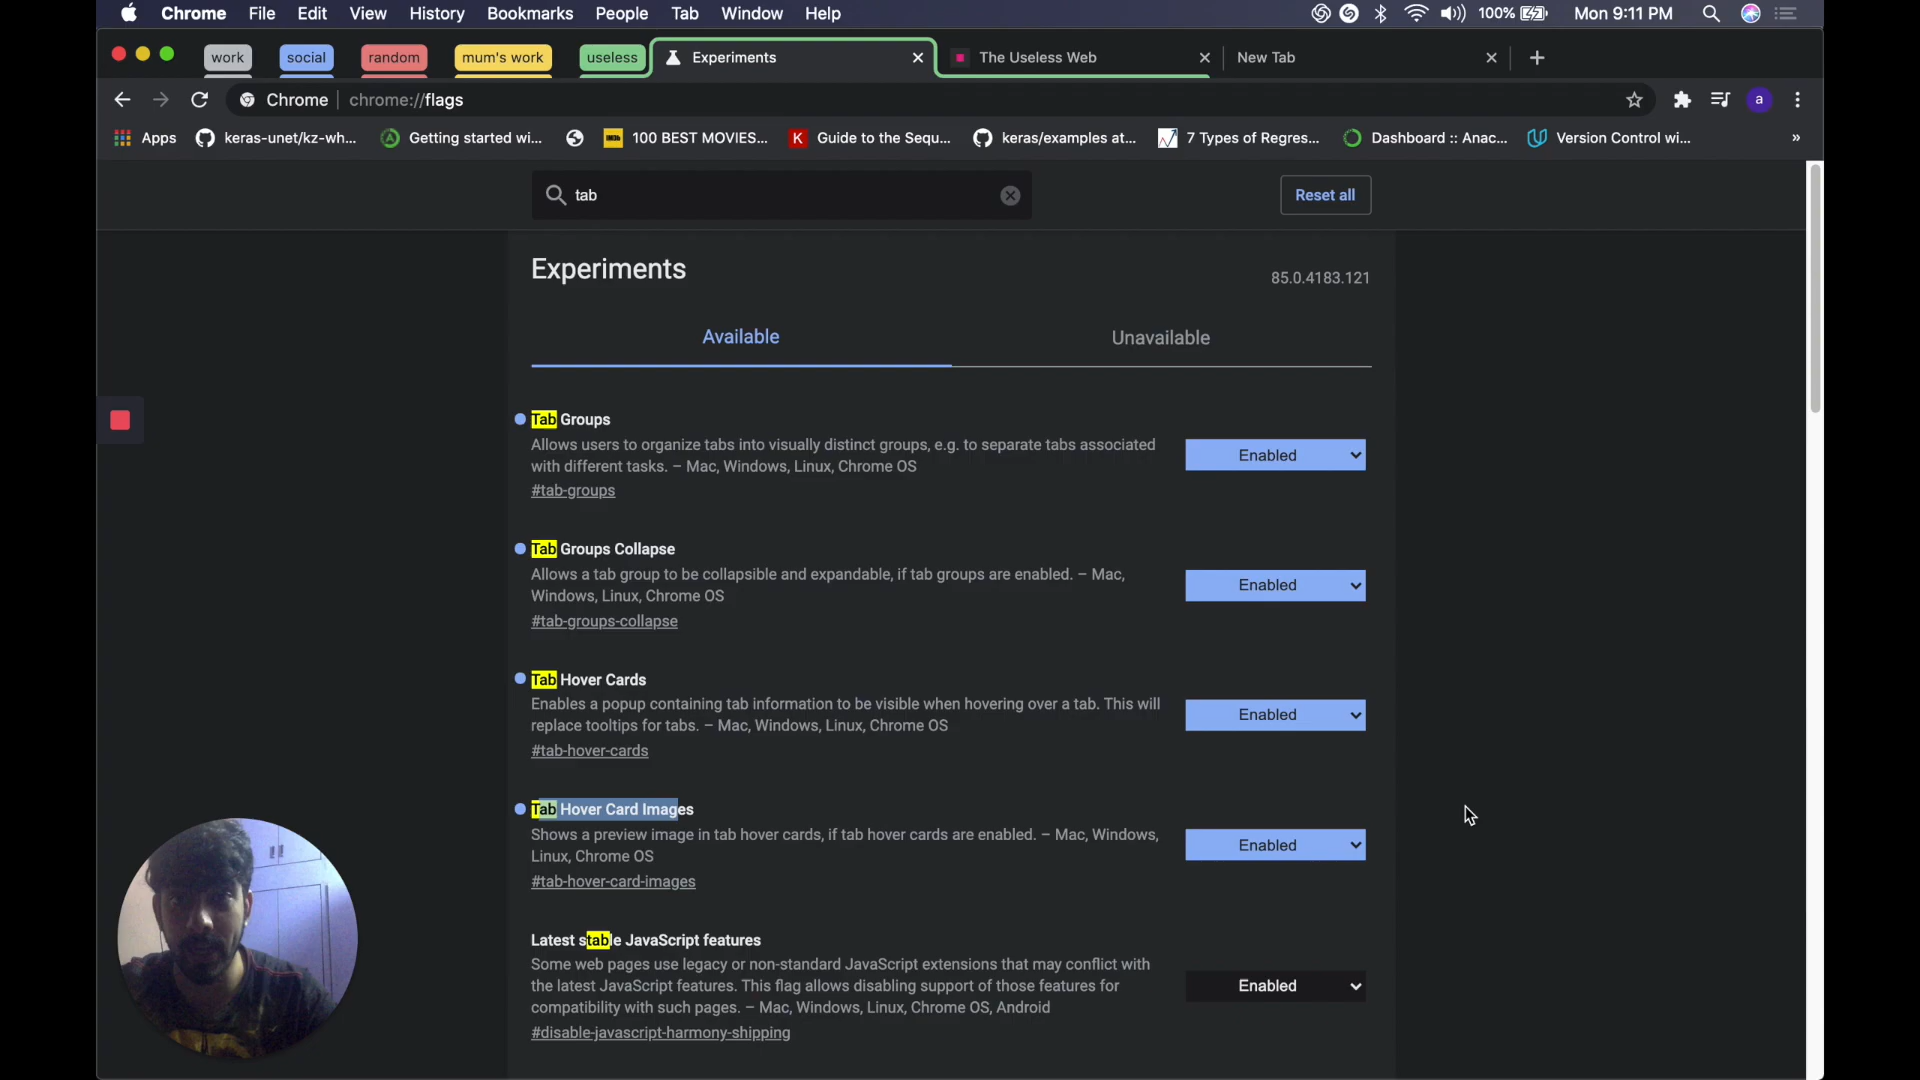 Chrome File Edit View History Bookmarks People Tab Window Help 100% Mon 9:11 PM
work social random mum's work useless Experiments The Useless Web New Tab
Chrome chrome://flags a
Apps keras-unet/kz-wh... Getting started wi... 100 BEST MOVIES... K Guide to the Sequ... keras/examples at... 7 Types of Regres... Dashboard :: Anac... Version Control wi... »
tab Reset all
Experiments 85.0.4183.121
Available Unavailable
Tab Groups
Allows users to organize tabs into visually distinct groups, e.g. to separate tabs associated
with different tasks. – Mac, Windows, Linux, Chrome OS
#tab-groups
Enabled
Tab Groups Collapse
Allows a tab group to be collapsible and expandable, if tab groups are enabled. – Mac,
Windows, Linux, Chrome OS
#tab-groups-collapse
Enabled
Tab Hover Cards
Enables a popup containing tab information to be visible when hovering over a tab. This will
replace tooltips for tabs. – Mac, Windows, Linux, Chrome OS
#tab-hover-cards
Enabled
Tab Hover Card Images
Shows a preview image in tab hover cards, if tab hover cards are enabled. – Mac, Windows,
Linux, Chrome OS
#tab-hover-card-images
Enabled
Latest stable JavaScript features
Some web pages use legacy or non-standard JavaScript extensions that may conflict with
the latest JavaScript features. This flag allows disabling support of those features for
compatibility with such pages. – Mac, Windows, Linux, Chrome OS, Android
#disable-javascript-harmony-shipping
Enabled